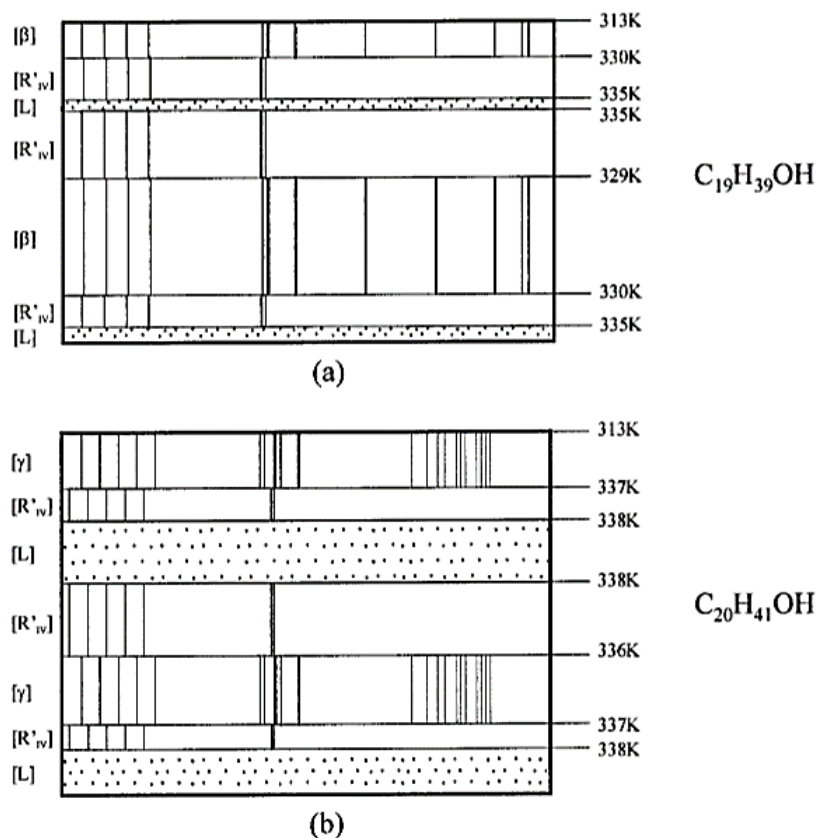 [β]
313K
330K
[R'IV]
335K
[L]
335K
[R'IV]
329K
[β]
330K
[R'IV]
335K
[L]
C19H39OH
(a)
313K
[γ]
337K
[R'IV]
338K
[L]
338K
[R'IV]
336K
[γ]
337K
[R'IV]
338K
[L]
C20H41OH
(b)